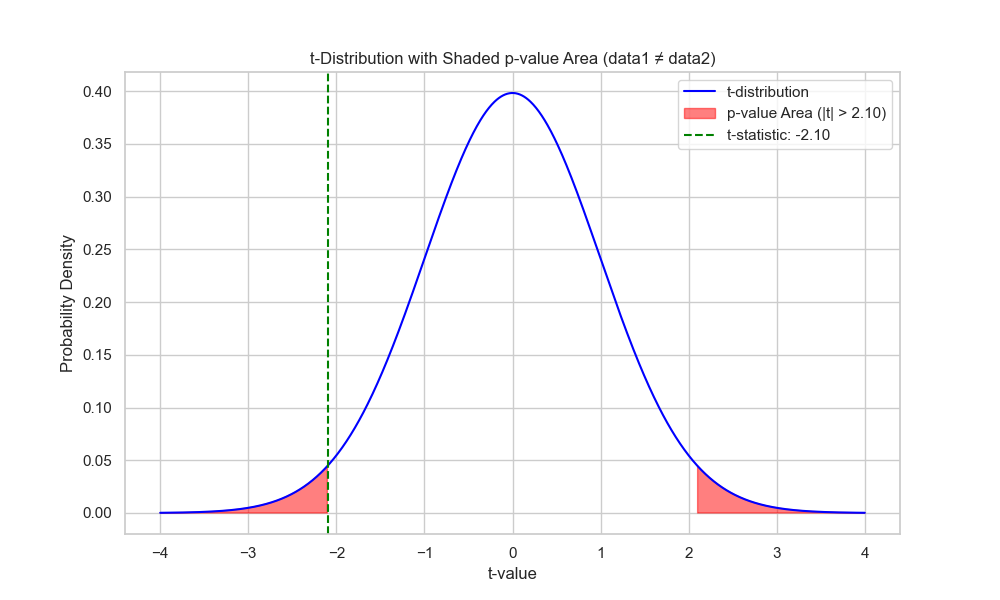 t-Distribution with Shaded p-value Area (data1 ≠ data2)
t-distribution
p-value Area (|t| > 2.10)
t-statistic: -2.10
Probability Density
0.40
0.35
0.30
0.25
0.20
0.15
0.10
0.05
0.00
−4 −3 −2 −1 0 1 2 3 4
t-value